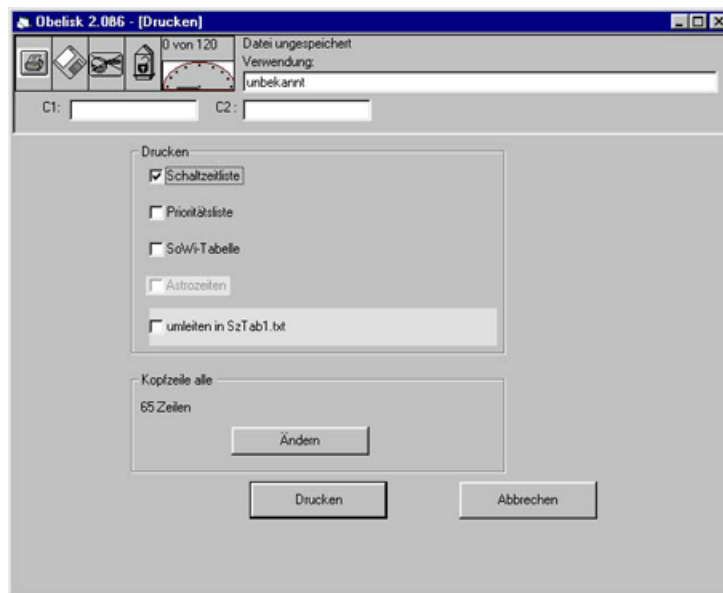 Obelisk 2.086 - [Drucken]
0 von 120
Datei ungespeichert
Verwendung:
unbekannt
C1:
C2:
Drucken
Schaltzeitliste
Prioritätsliste
SoWi-Tabelle
Astrozeiten
umleiten in SzTab1.txt
Kopfzeile alle
65 Zeilen
Ändern
Drucken
Abbrechen